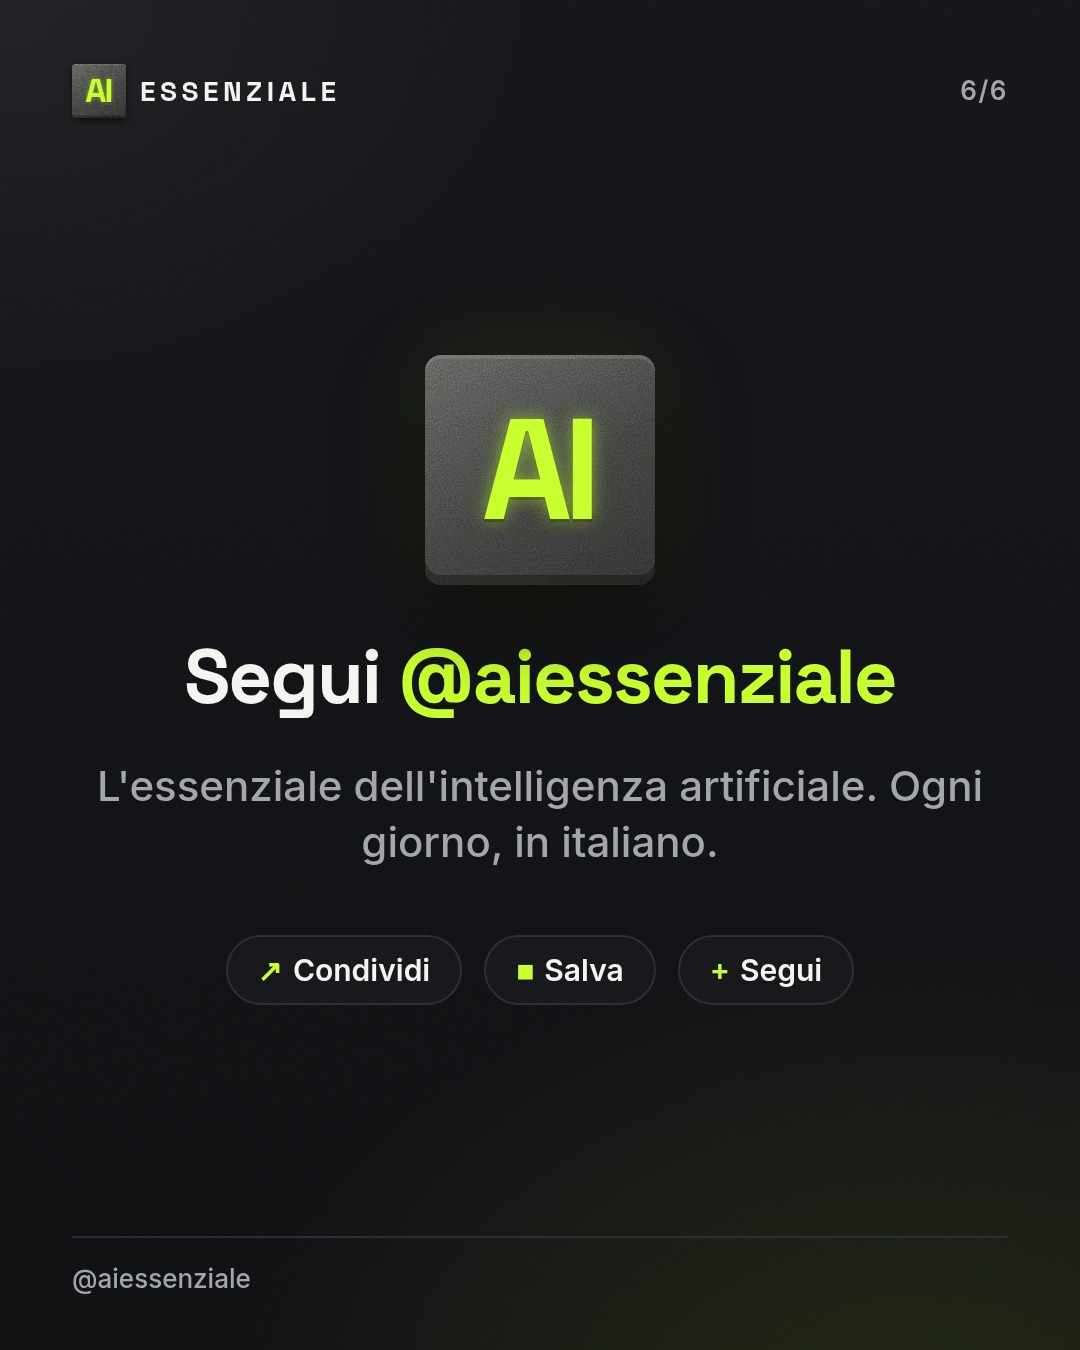 AI ESSENZIALE
6/6
AI
Segui @aiessenziale
L'essenziale dell'intelligenza artificiale. Ogni
giorno, in italiano.
↗ Condividi
■ Salva
+ Segui
@aiessenziale